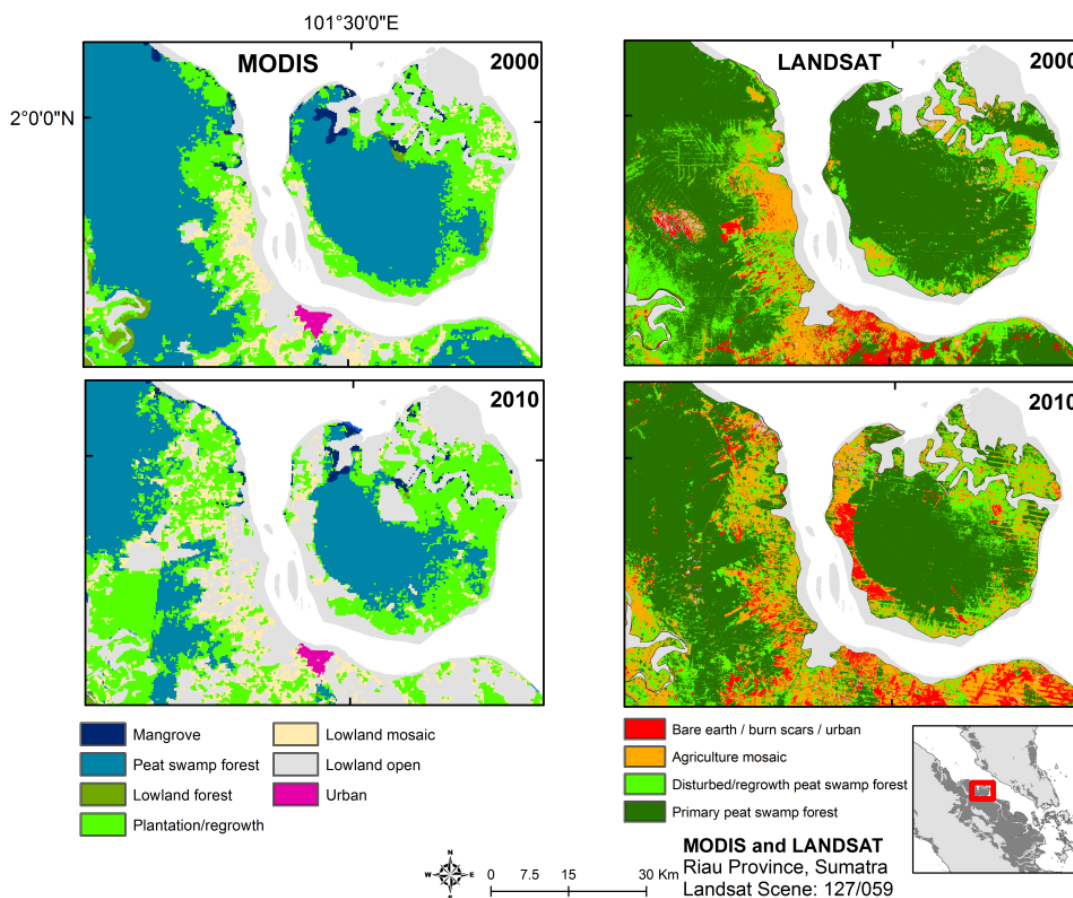 101°30'0"E
MODIS
2000
LANDSAT
2000
2°0'0"N
2010
2010
Mangrove
Peat swamp forest
Lowland forest
Plantation/regrowth
Lowland mosaic
Lowland open
Urban
Bare earth / burn scars / urban
Agriculture mosaic
Disturbed/regrowth peat swamp forest
Primary peat swamp forest
N
W E
S
0 7.5 15 30 Km
MODIS and LANDSAT
Riau Province, Sumatra
Landsat Scene: 127/059